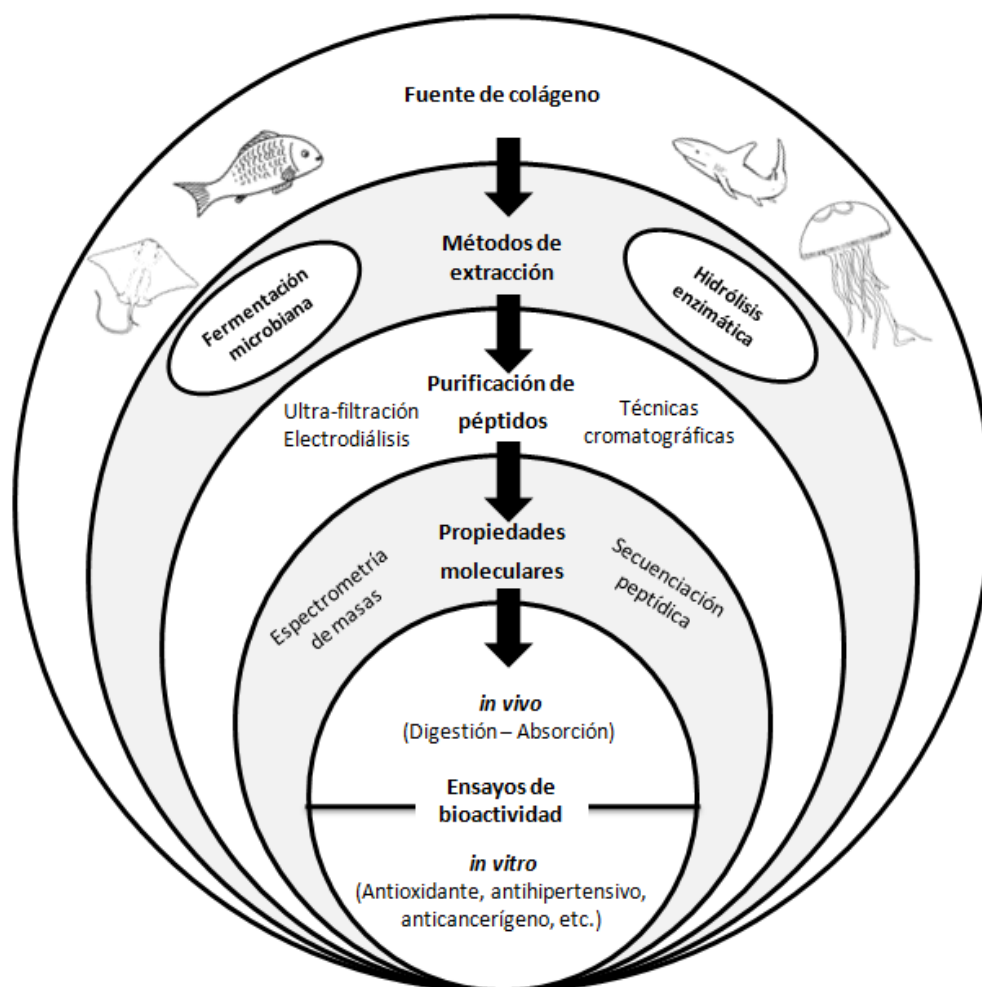 Fuente de colágeno
Métodos de
extracción
Fermentación
microbiana
Hidrólisis
enzimática
Purificación de
péptidos
Ultra-filtración
Electrodiálisis
Técnicas
cromatográficas
Propiedades
moleculares
Espectrometría
de masas
Secuenciación
peptídica
in vivo
(Digestión – Absorción)
Ensayos de
bioactividad
in vitro
(Antioxidante, antihipertensivo,
anticancerígeno, etc.)